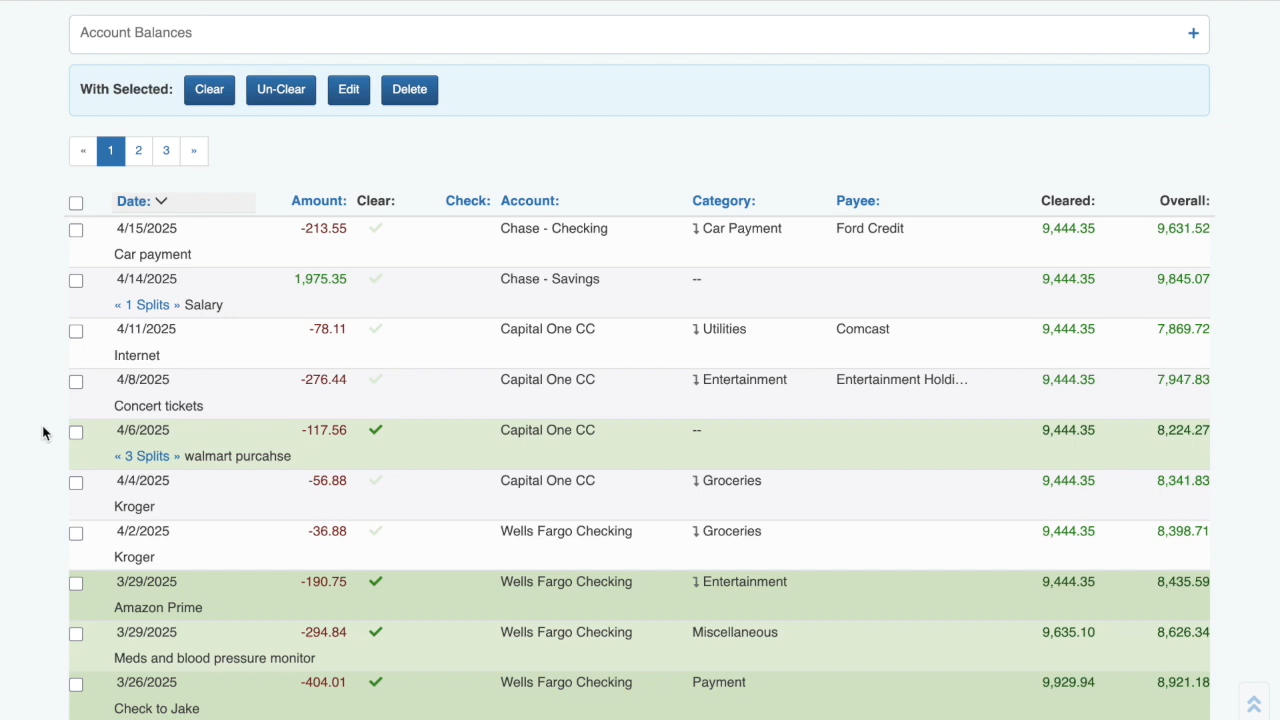 Account Balances +
With Selected: Clear Un-Clear Edit Delete
« 1 2 3 »
Date: Amount: Clear: Check: Account: Category: Payee: Cleared: Overall:
4/15/2025 -213.55 Chase - Checking Car Payment Ford Credit 9,444.35 9,631.52
Car payment
4/14/2025 1,975.35 Chase - Savings -- 9,444.35 9,845.07
« 1 Splits » Salary
4/11/2025 -78.11 Capital One CC Utilities Comcast 9,444.35 7,869.72
Internet
4/8/2025 -276.44 Capital One CC Entertainment Entertainment Holdi… 9,444.35 7,947.83
Concert tickets
4/6/2025 -117.56 Capital One CC -- 9,444.35 8,224.27
« 3 Splits » walmart purcahse
4/4/2025 -56.88 Capital One CC Groceries 9,444.35 8,341.83
Kroger
4/2/2025 -36.88 Wells Fargo Checking Groceries 9,444.35 8,398.71
Kroger
3/29/2025 -190.75 Wells Fargo Checking Entertainment 9,444.35 8,435.59
Amazon Prime
3/29/2025 -294.84 Wells Fargo Checking Miscellaneous 9,635.10 8,626.34
Meds and blood pressure monitor
3/26/2025 -404.01 Wells Fargo Checking Payment 9,929.94 8,921.18
Check to Jake